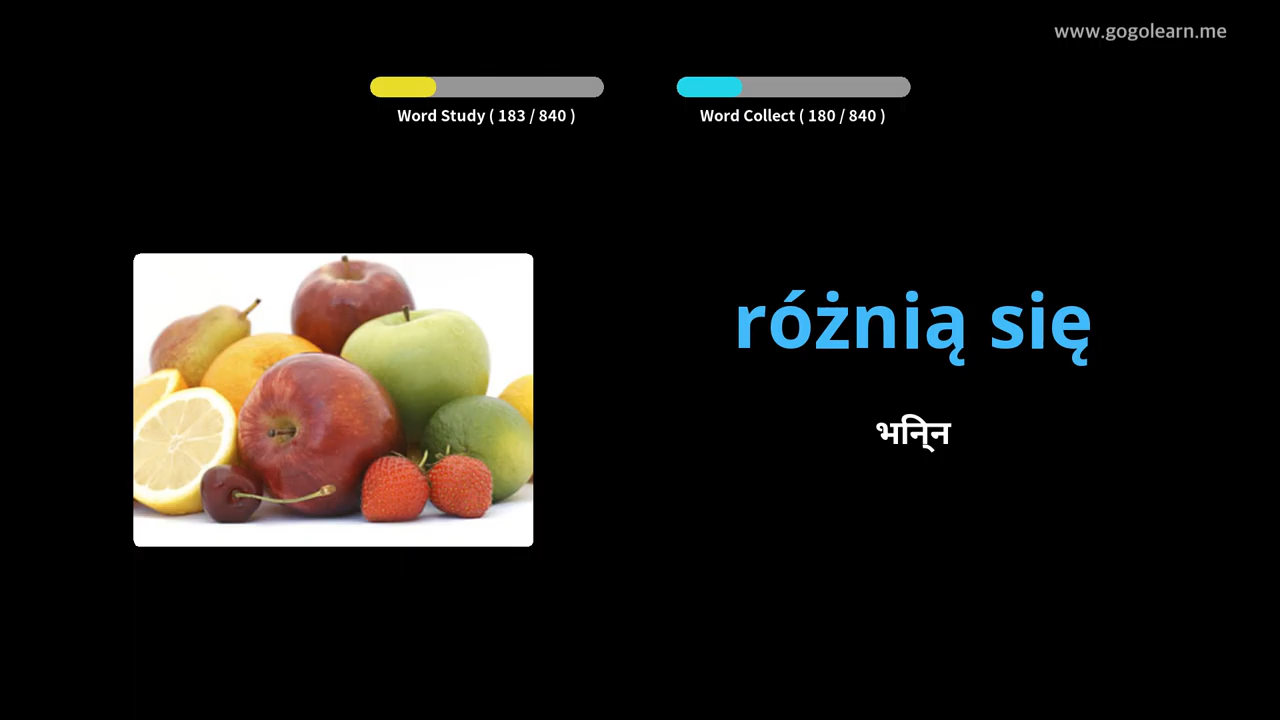 www.gogolearn.me
Word Study ( 183 / 840 )
Word Collect ( 180 / 840 )
różnią się
भिन्न